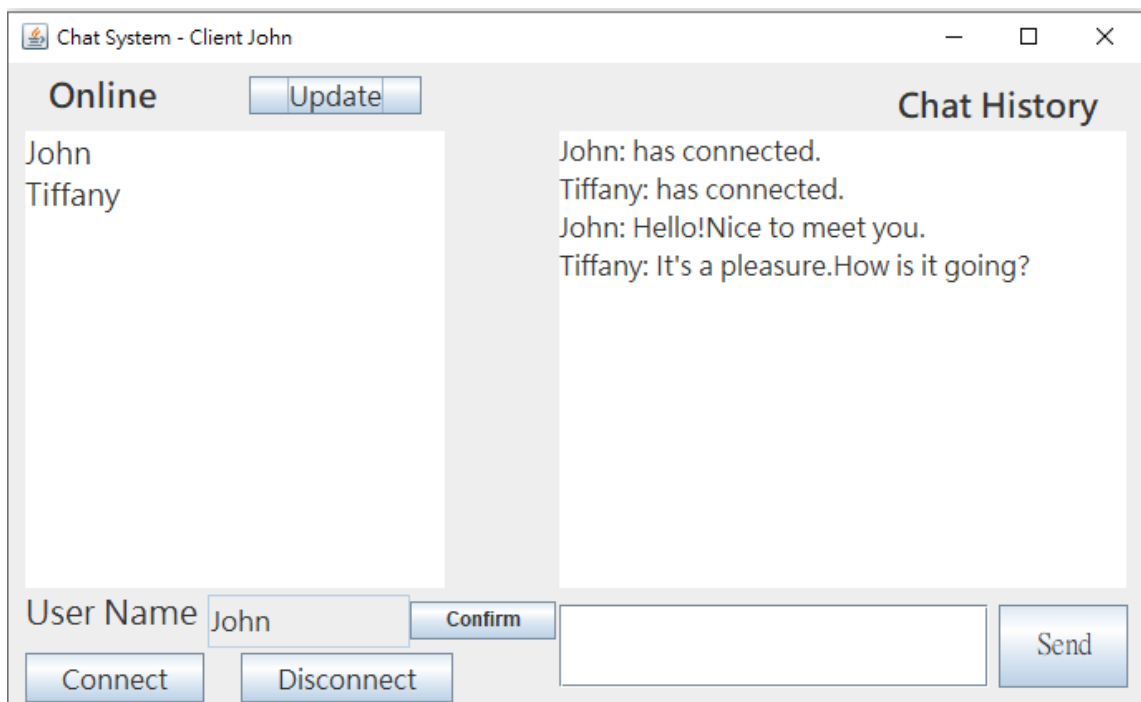 Chat System - Client John
Online
Update
Chat History
John
Tiffany
John: has connected.
Tiffany: has connected.
John: Hello!Nice to meet you.
Tiffany: It's a pleasure.How is it going?
User Name
John
Confirm
Send
Connect
Disconnect